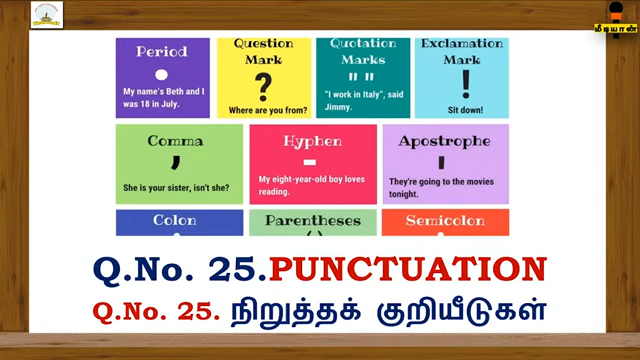 மீடியான்
Period
My name's Beth and I
was 18 in July.
Question
Mark
?
Where are you from?
Quotation
Marks
" "
"I work in Italy", said
Jimmy.
Exclamation
Mark
!
Sit down!
Comma
,
She is your sister, isn't she?
Hyphen
-
My eight-year-old boy loves
reading.
Apostrophe
'
They're going to the movies
tonight.
Colon
Parentheses
Semicolon
Q.No. 25.PUNCTUATION
Q.No. 25. நிறுத்தக் குறியீடுகள்